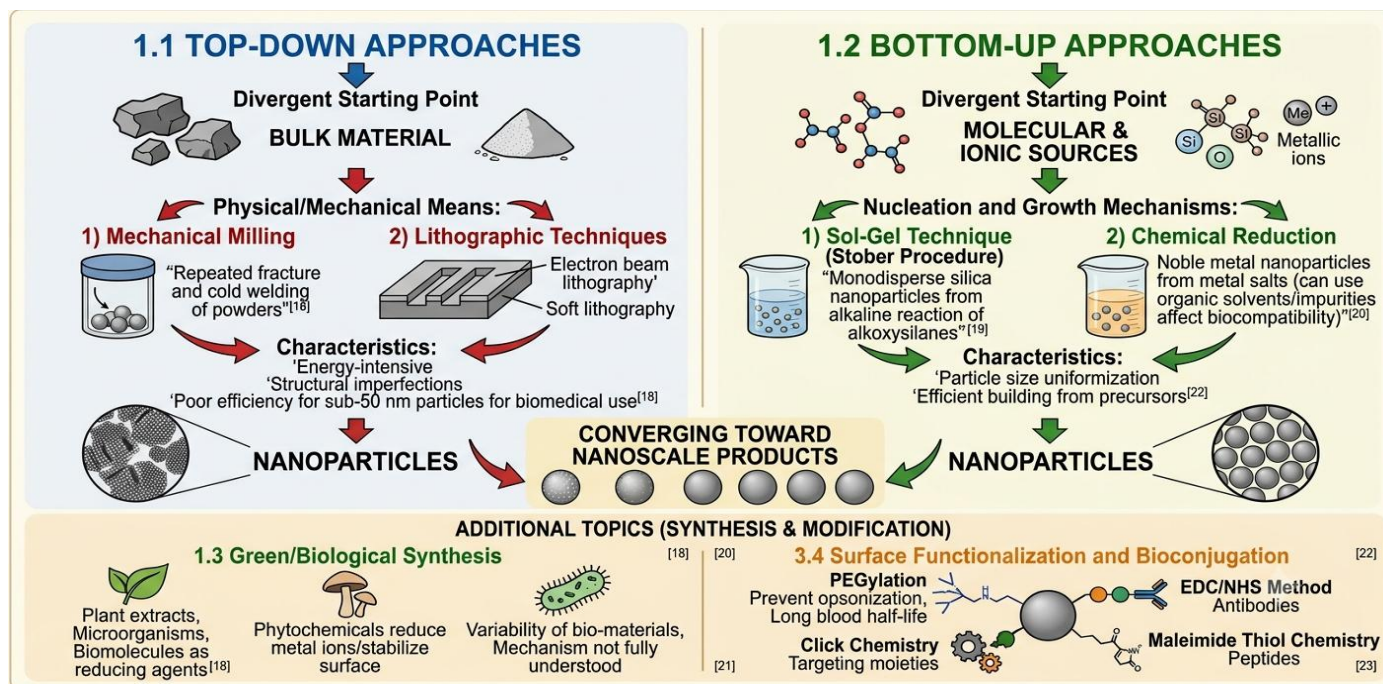 1.1 TOP-DOWN APPROACHES
Divergent Starting Point
BULK MATERIAL
Physical/Mechanical Means:
1) Mechanical Milling
“Repeated fracture
and cold welding
of powders”[18]
2) Lithographic Techniques
Electron beam
lithography'
Soft lithography
Characteristics:
'Energy-intensive
'Structural imperfections
'Poor efficiency for sub-50 nm particles for biomedical use[18]
NANOPARTICLES
1.2 BOTTOM-UP APPROACHES
Divergent Starting Point
MOLECULAR &
IONIC SOURCES
Si
Si
Si
O
Me
+
Metallic
ions
Nucleation and Growth Mechanisms:
1) Sol-Gel Technique
(Stober Procedure)
“Monodisperse silica
nanoparticles from
alkaline reaction of
alkoxysilanes”[19]
2) Chemical Reduction
Noble metal nanoparticles
from metal salts (can use
organic solvents/impurities
affect biocompatibility)”[20]
Characteristics:
'Particle size uniformization
'Efficient building from precursors[22]
NANOPARTICLES
CONVERGING TOWARD
NANOSCALE PRODUCTS
ADDITIONAL TOPICS (SYNTHESIS & MODIFICATION)
1.3 Green/Biological Synthesis
[18]
Plant extracts,
Microorganisms,
Biomolecules as
reducing agents[18]
Phytochemicals reduce
metal ions/stabilize
surface
Variability of bio-materials,
Mechanism not fully
understood
[20]
3.4 Surface Functionalization and Bioconjugation
[22]
PEGylation
Prevent opsonization,
Long blood half-life
EDC/NHS Method
Antibodies
Click Chemistry
Targeting moieties
Maleimide Thiol Chemistry
Peptides
[21]
[23]